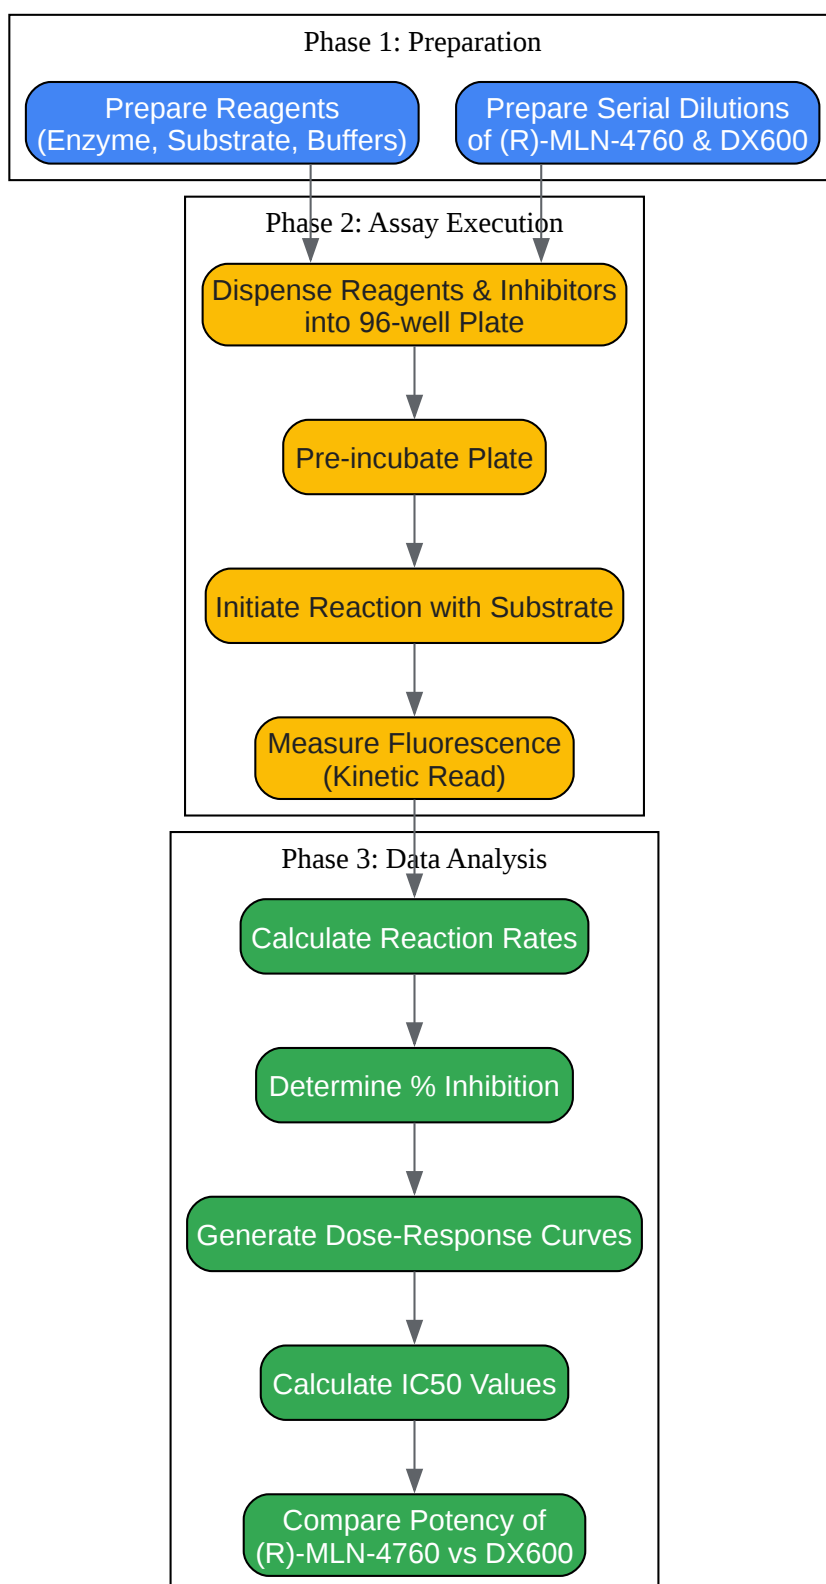 Phase 1: Preparation
Prepare Reagents
(Enzyme, Substrate, Buffers)
Prepare Serial Dilutions
of (R)-MLN-4760 & DX600
Phase 2: Assay Execution
Dispense Reagents & Inhibitors
into 96-well Plate
Pre-incubate Plate
Initiate Reaction with Substrate
Measure Fluorescence
(Kinetic Read)
Phase 3: Data Analysis
Calculate Reaction Rates
Determine % Inhibition
Generate Dose-Response Curves
Calculate IC50 Values
Compare Potency of
(R)-MLN-4760 vs DX600